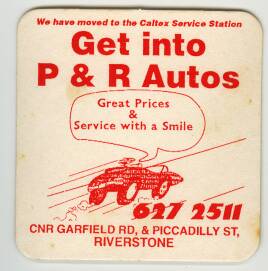 We have moved to the Caltex Service Station
Get into
P & R Autos
Great Prices
&
Service with a Smile
627 2511
CNR GARFIELD RD, & PICCADILLY ST,
RIVERSTONE